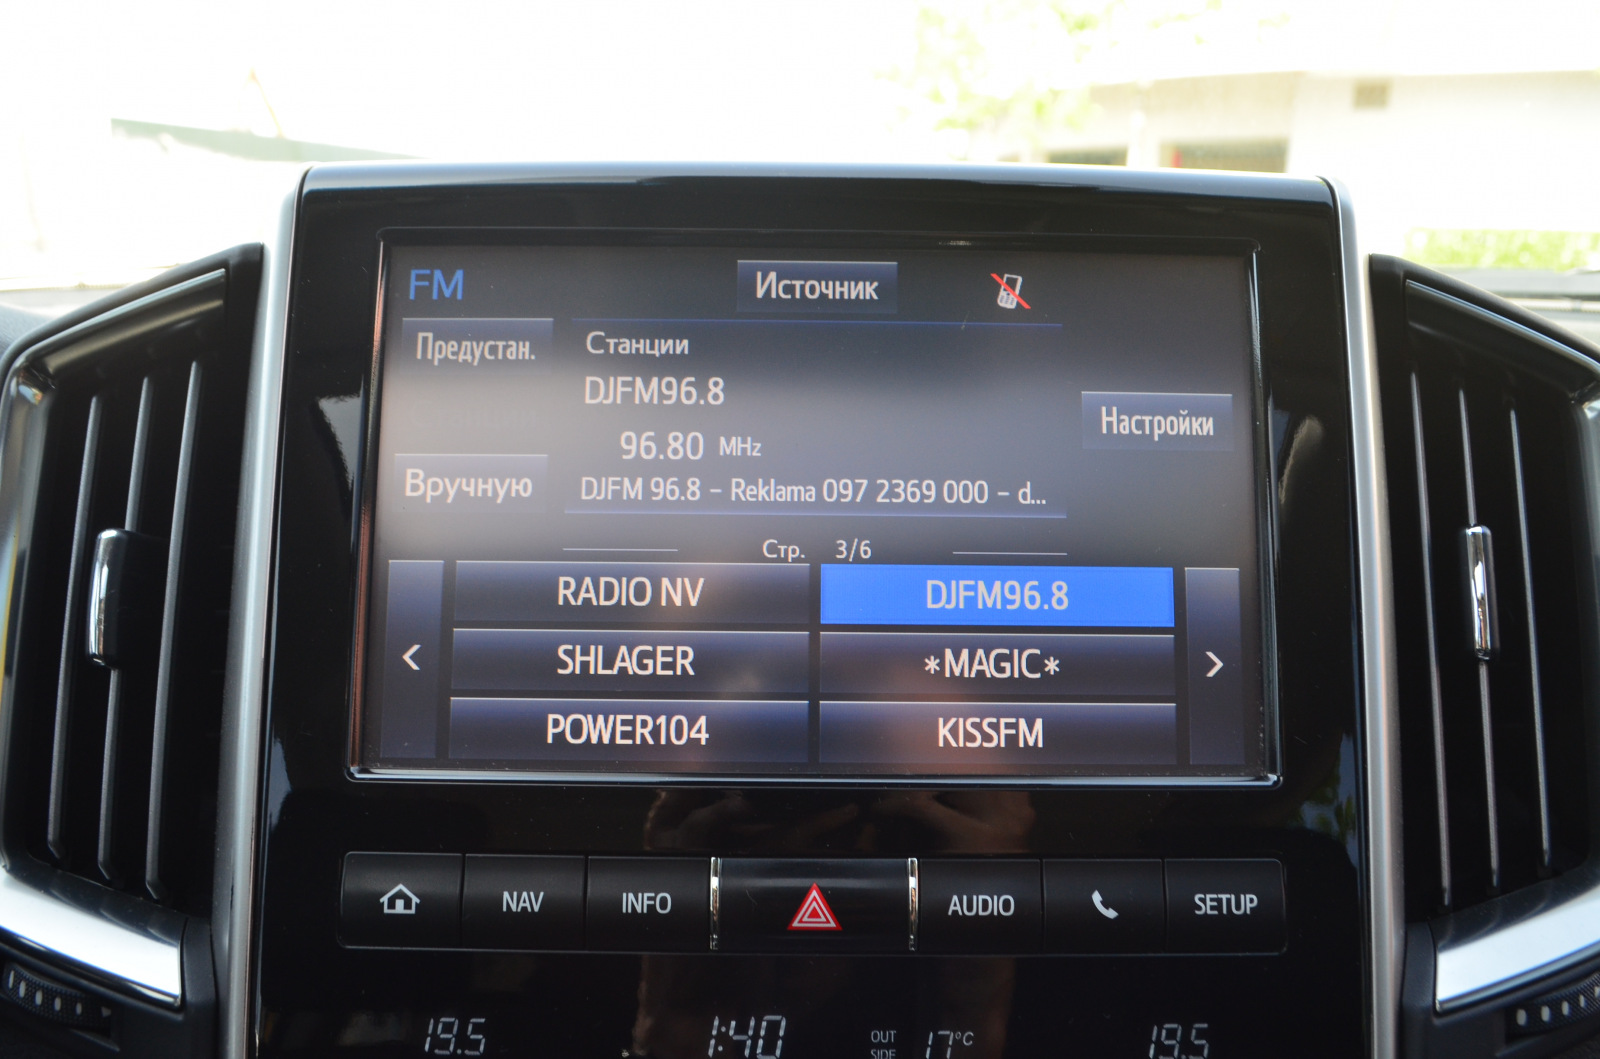 FM
Источник
Предустан.
Станции
DJFM96.8
Настройки
96.80 MHz
Вручную
DJFM 96.8 – Reklama 097 2369 000 – d...
Стр. 3/6
RADIO NV
DJFM96.8
<
SHLAGER
*MAGIC*
>
POWER104
KISSFM
NAV
INFO
AUDIO
SETUP
19.5
1:40
OUT SIDE
17°C
19.5